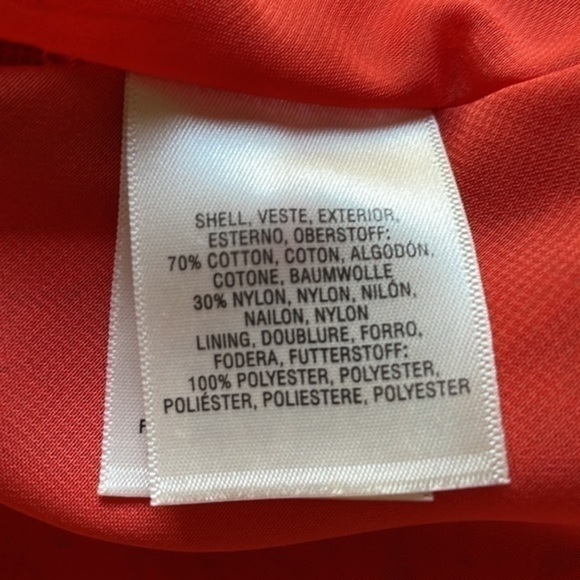 SHELL, VESTE, EXTERIOR,
ESTERNO, OBERSTOFF:
70% COTTON, COTON, ALGODÓN,
COTONE, BAUMWOLLE
30% NYLON, NYLON, NILÓN,
NAILON, NYLON
LINING, DOUBLURE, FORRO,
FODERA, FUTTERSTOFF:
100% POLYESTER, POLYESTER,
POLIÉSTER, POLIESTERE, POLYESTER